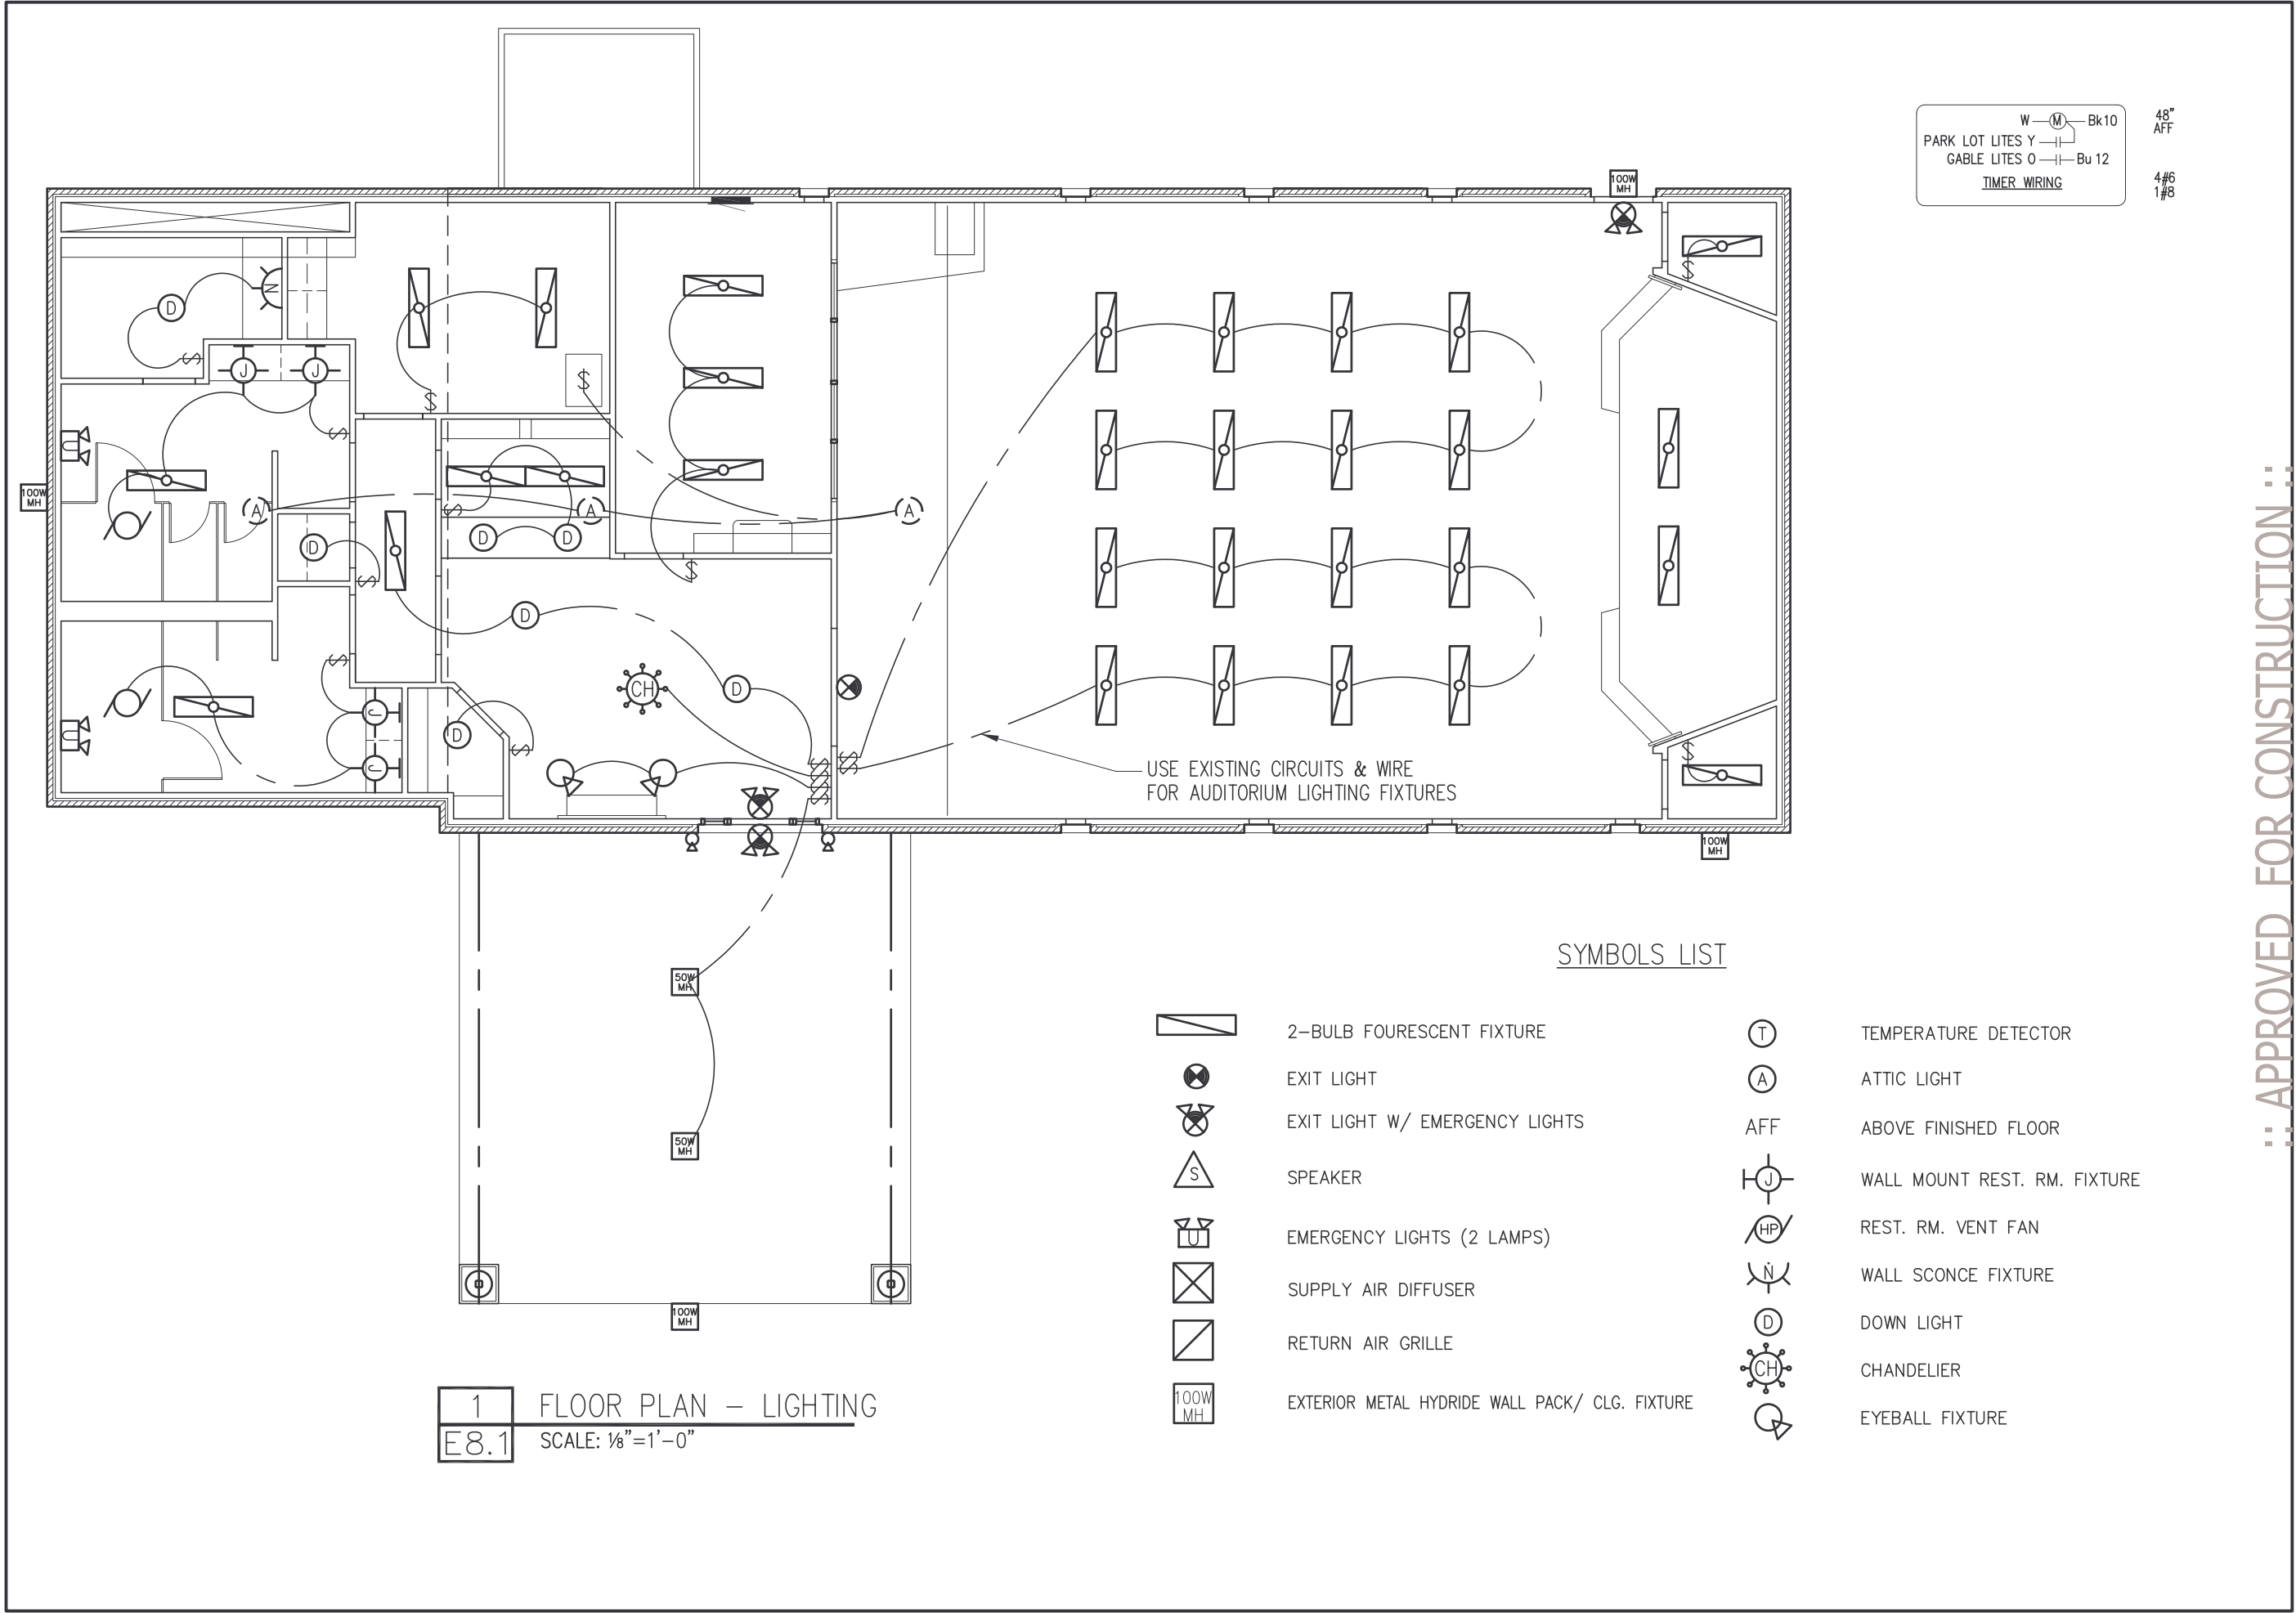 W M Bk10
PARK LOT LITES Y
GABLE LITES O Bu 12
TIMER WIRING
48"
AFF
4#6
1#8
100W
MH
N
D
J J
$
U
100W
MH
A A A
D
D D
D
CH D
J
D
J
U
USE EXISTING CIRCUITS & WIRE
FOR AUDITORIUM LIGHTING FIXTURES
100W
MH
50W
MH
50W
MH
100W
MH
SYMBOLS LIST
2-BULB FOURESCENT FIXTURE
EXIT LIGHT
EXIT LIGHT W/ EMERGENCY LIGHTS
S SPEAKER
U EMERGENCY LIGHTS (2 LAMPS)
SUPPLY AIR DIFFUSER
RETURN AIR GRILLE
100W
MH
EXTERIOR METAL HYDRIDE WALL PACK/ CLG. FIXTURE
T TEMPERATURE DETECTOR
A ATTIC LIGHT
AFF ABOVE FINISHED FLOOR
J WALL MOUNT REST. RM. FIXTURE
HP REST. RM. VENT FAN
N WALL SCONCE FIXTURE
D DOWN LIGHT
CH CHANDELIER
EYEBALL FIXTURE
1 FLOOR PLAN - LIGHTING
E8.1 SCALE: ⅛"=1'-0"
:: APPROVED FOR CONSTRUCTION ::